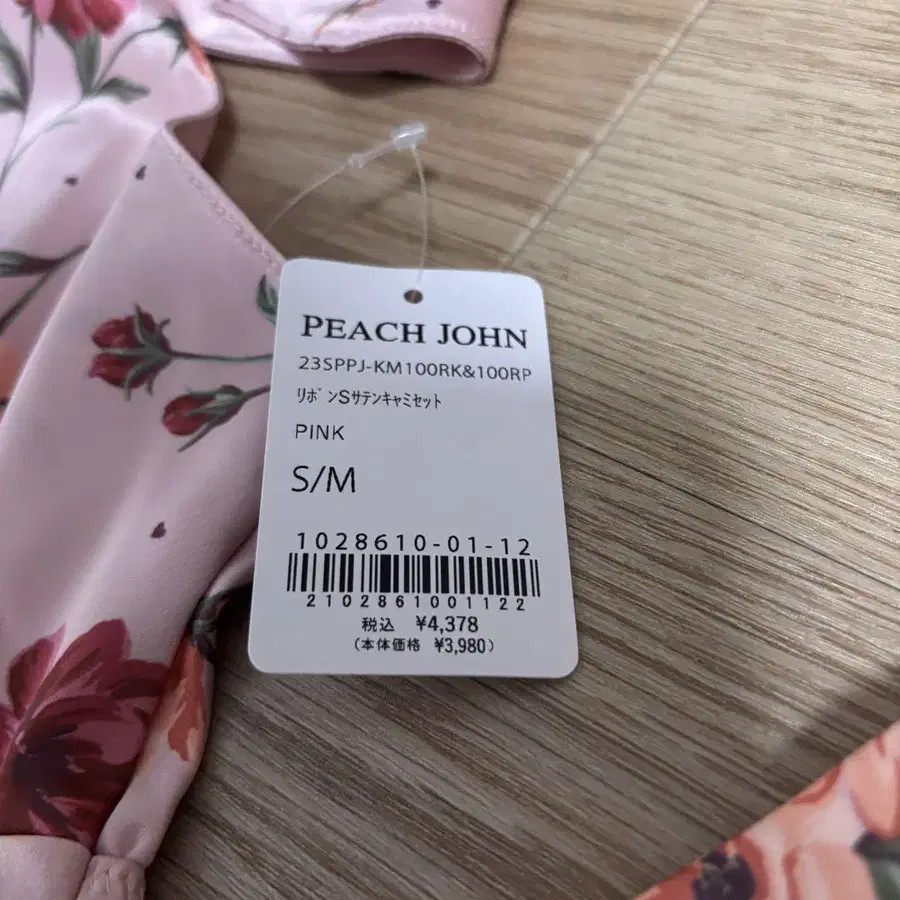 PEACH JOHN
23SPPJ-KM100RK&100RP
ﾘﾎﾞﾝSｻﾃﾝｷｬﾐｾｯﾄ
PINK
S/M
1028610-01-12
2102861001122
税込 ¥4,378
(本体価格 ¥3,980)